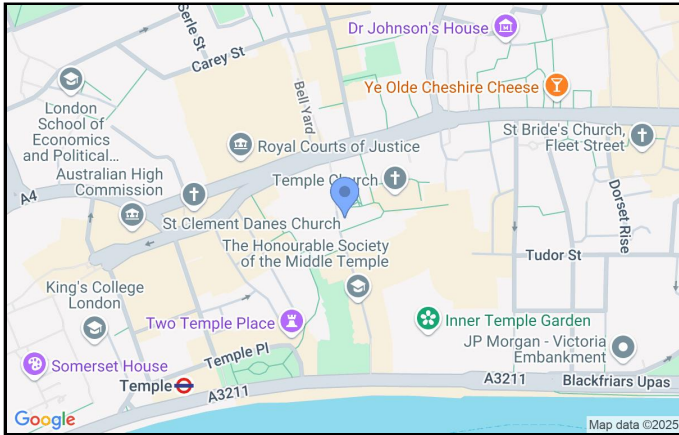 Serle St
Carey St
Bell Yard
Dr Johnson's House
Ye Olde Cheshire Cheese
London
School of
Economics
and Political...
Royal Courts of Justice
St Bride's Church,
Fleet Street
Australian High
Commission
Temple Church
A4
St Clement Danes Church
Dorset Rise
The Honourable Society
of the Middle Temple
Tudor St
King's College
London
Two Temple Place
Inner Temple Garden
JP Morgan - Victoria
Embankment
Somerset House
Temple Pl
Temple
A3211
A3211
Blackfriars Upas
Google
Map data ©2025